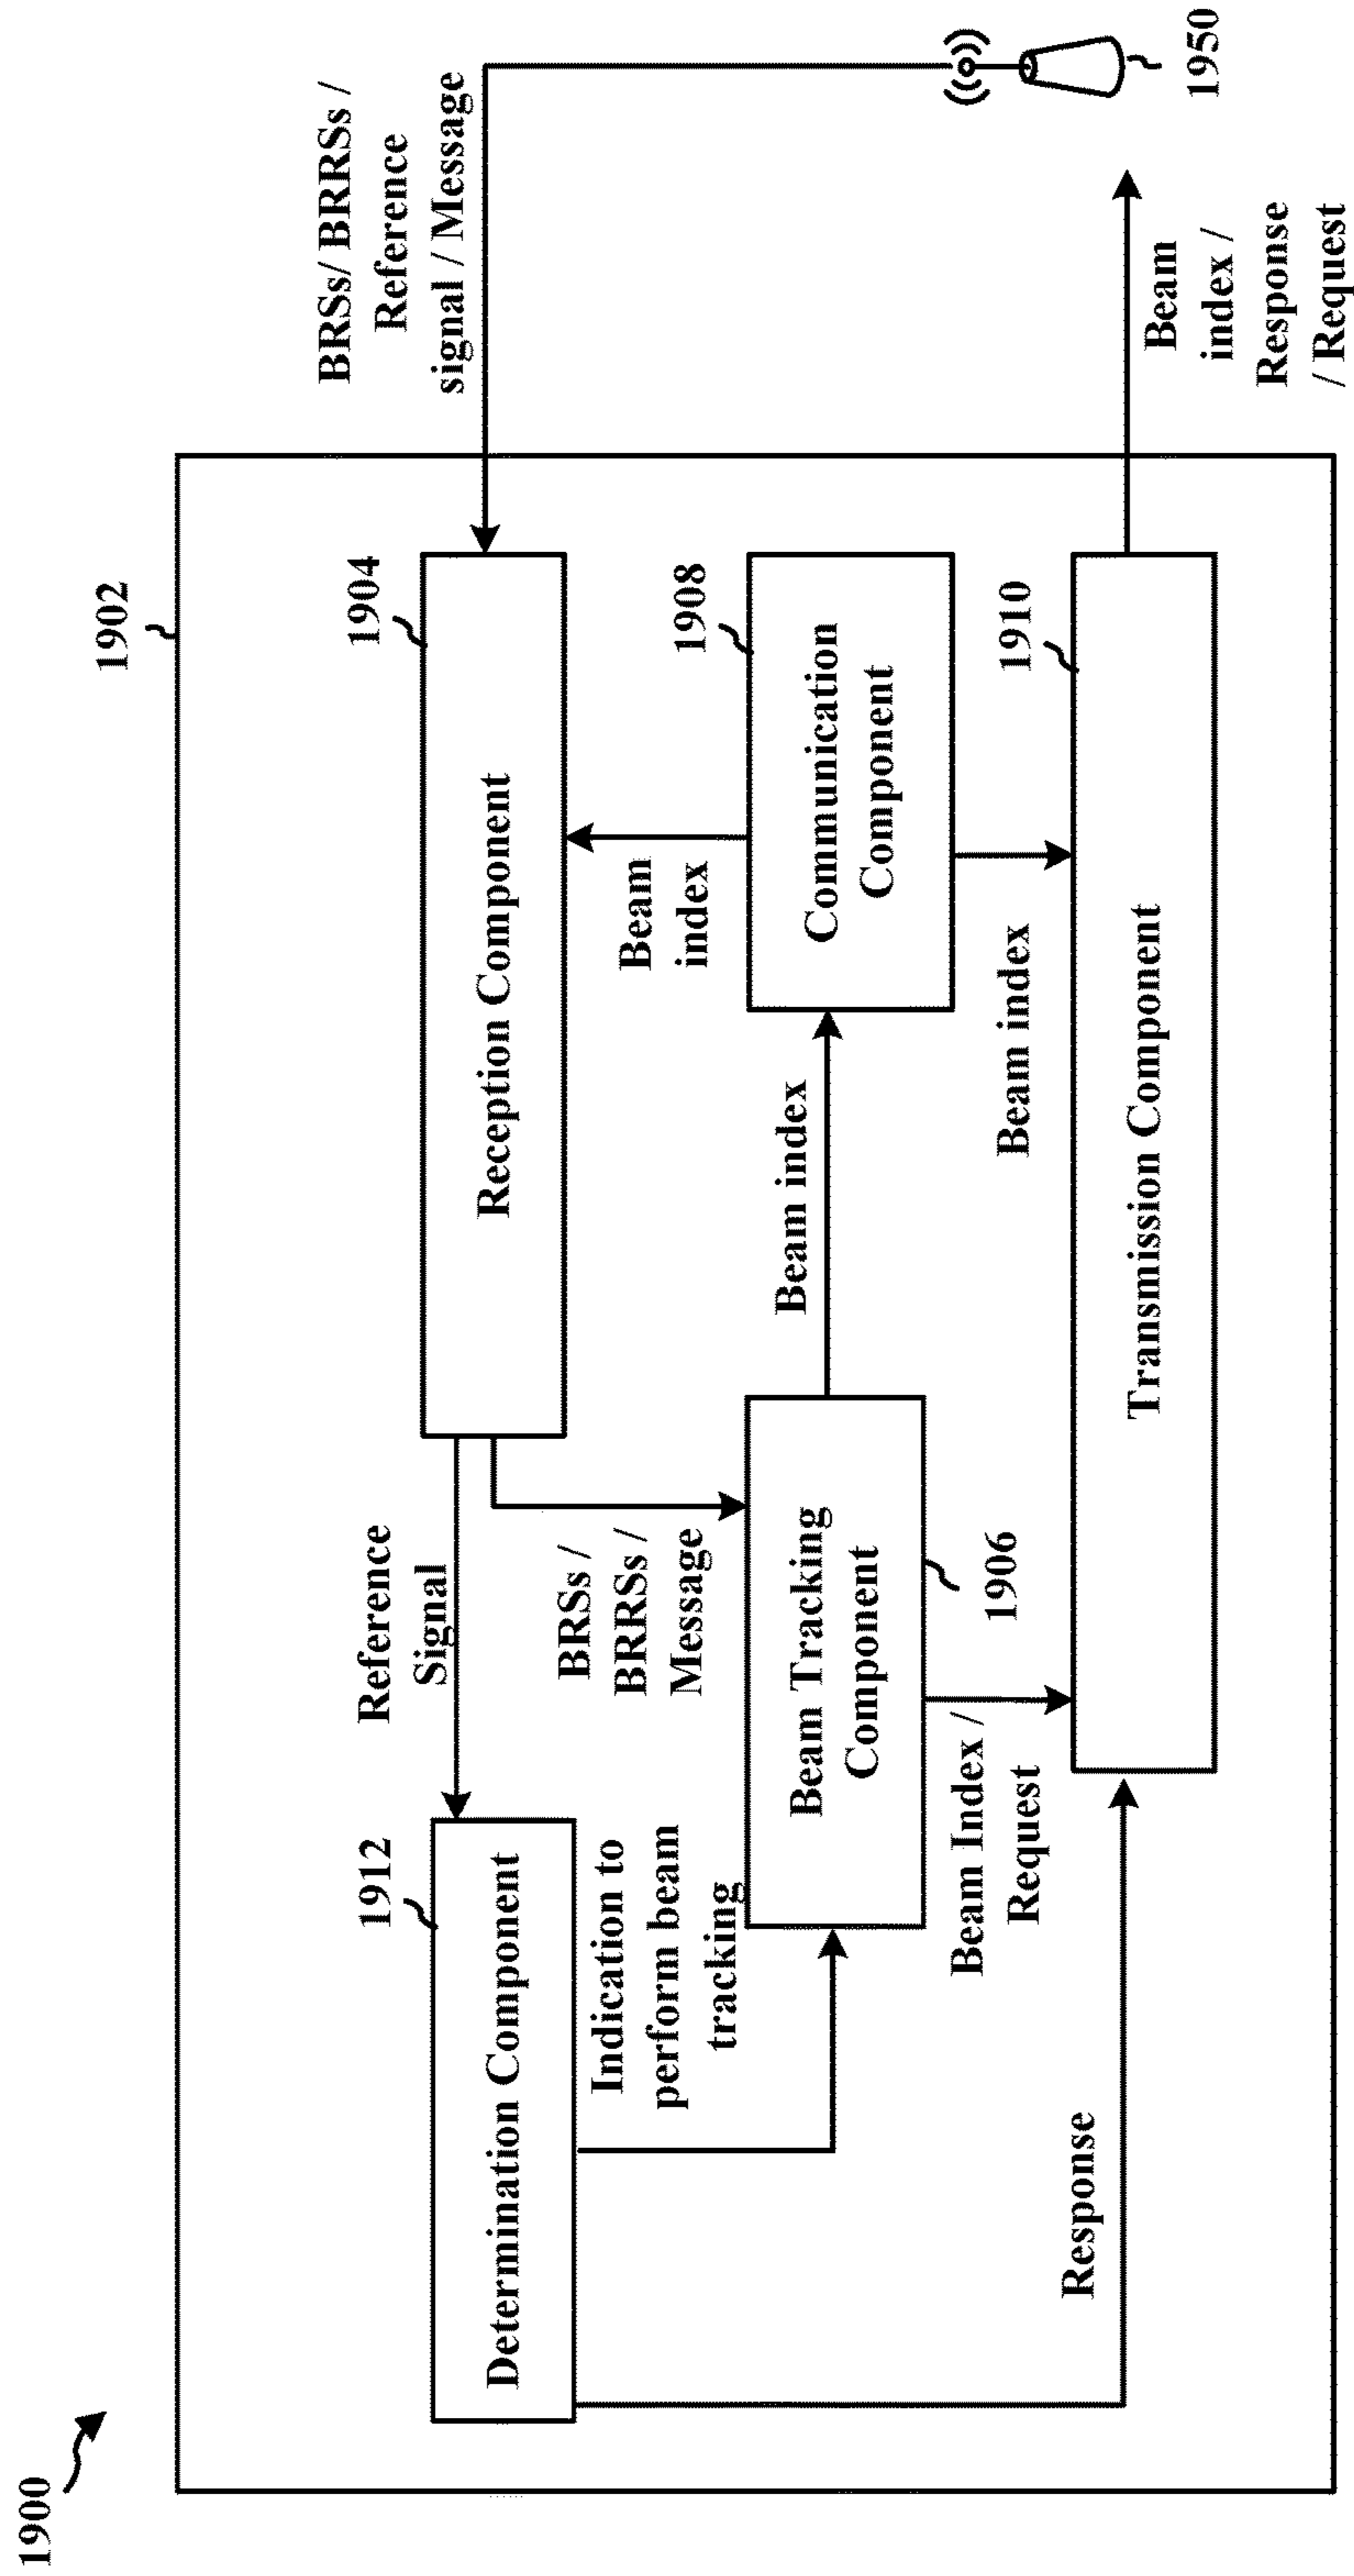 1900
1902
BRSs/ BRRSs /
Reference
signal / Message
1912
Determination Component
Reference
Signal
1904
Reception Component
Indication to
perform beam
tracking
BRSs /
BRRSs /
Message
Beam
index
Beam Tracking
Component
1906
Beam index
1908
Communication
Component
Beam Index /
Request
Beam index
1910
Response
Transmission Component
Beam
index /
Response
/ Request
1950